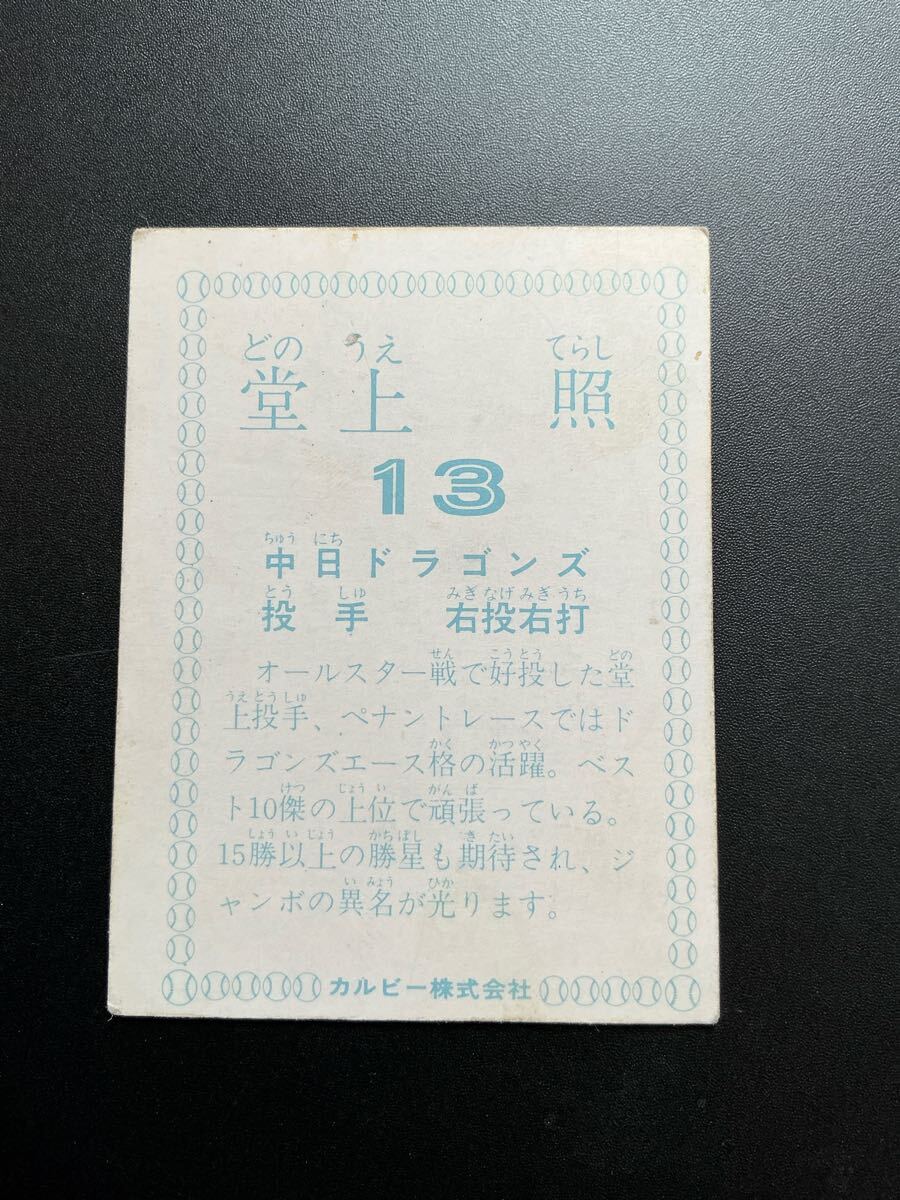 どの うえ てらし
堂上 照
13
ちゅう にち
中日ドラゴンズ
とう しゅ みぎ なげ みぎ うち
投手 右投右打
せん こう とう どの
オールスター戦で好投した堂
うえ とう しゅ
上投手、ペナントレースではド
かく かつ やく
ラゴンズエース格の活躍。ベス
けつ じょう い がん ば
ト10傑の上位で頑張っている。
しょう い じょう かち ぼし き たい
15勝以上の勝星も期待され、ジ
い みょう ひか
ャンボの異名が光ります。
カルビー株式会社